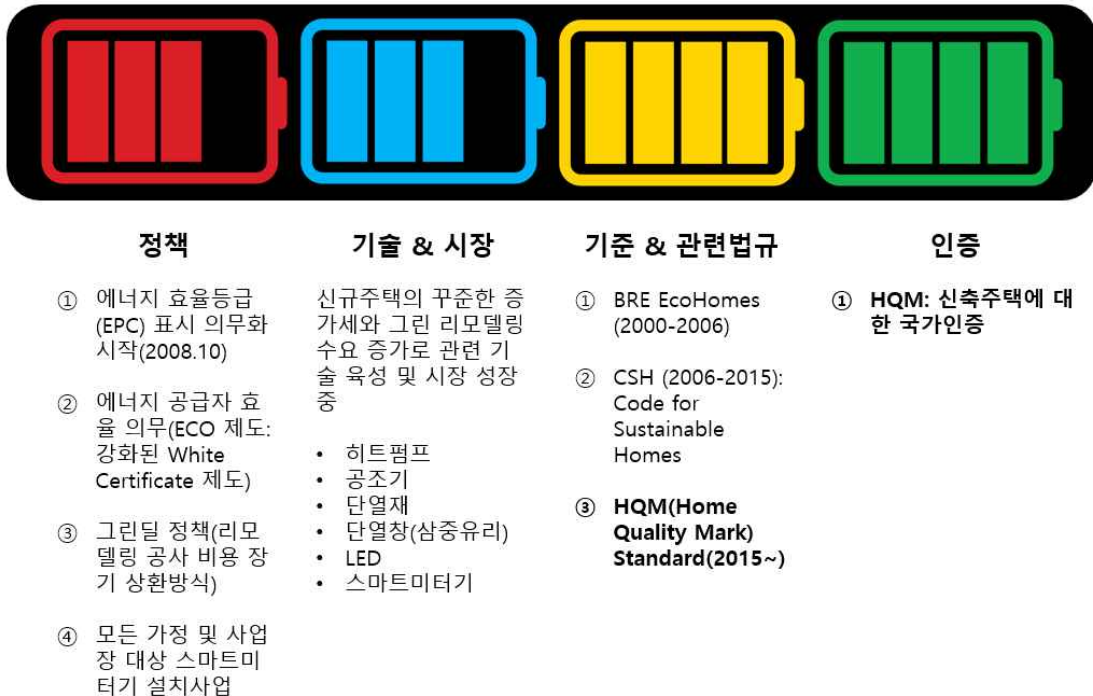 정책
① 에너지 효율등급
(EPC) 표시 의무화
시작(2008.10)
② 에너지 공급자 효
율 의무(ECO 제도:
강화된 White
Certificate 제도)
③ 그린딜 정책(리모
델링 공사 비용 장
기 상환방식)
④ 모든 가정 및 사업
장 대상 스마트미
터기 설치사업
기술 & 시장
신규주택의 꾸준한 증
가세와 그린 리모델링
수요 증가로 관련 기
술 육성 및 시장 성장
중
• 히트펌프
• 공조기
• 단열재
• 단열창(삼중유리)
• LED
• 스마트미터기
기준 & 관련법규
① BRE EcoHomes
(2000-2006)
② CSH (2006-2015):
Code for
Sustainable
Homes
③ HQM(Home
Quality Mark)
Standard(2015~)
인증
① HQM: 신축주택에 대
한 국가인증